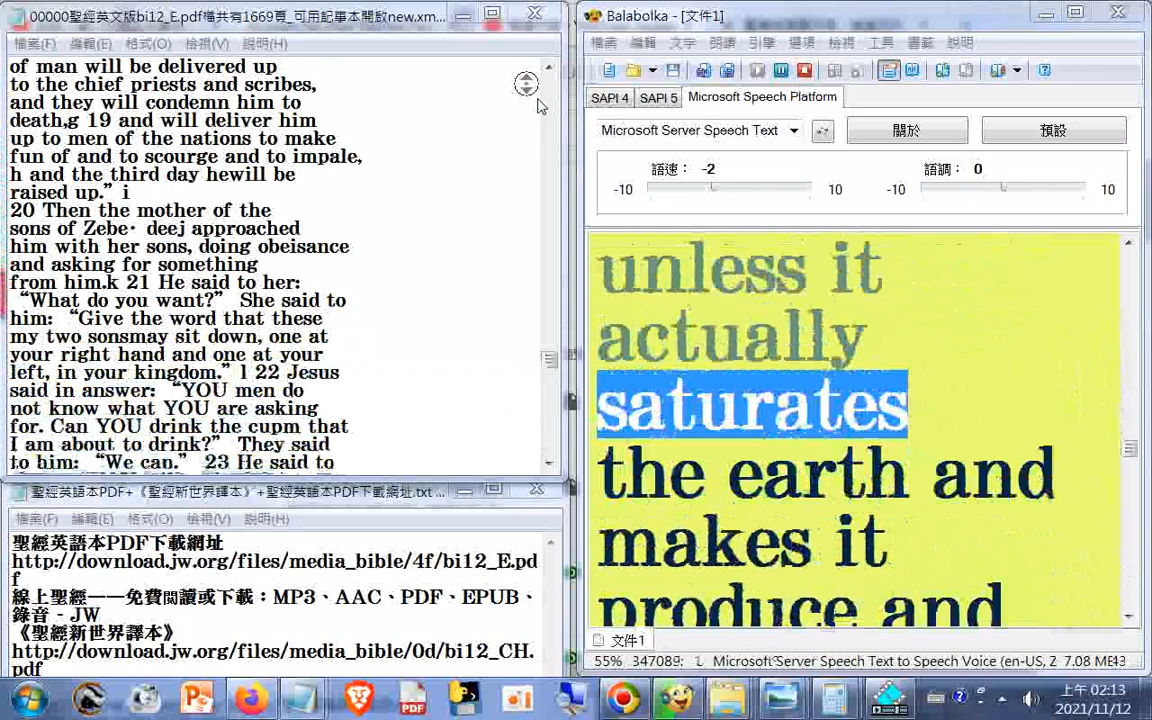 00000聖經英文版bi12_E.pdf檔共有1669頁_可用記事本開啟new.xm...
檔案(F) 編輯(E) 格式(O) 檢視(V) 說明(H)
of man will be delivered up
to the chief priests and scribes,
and they will condemn him to
death,g 19 and will deliver him
up to men of the nations to make
fun of and to scourge and to impale,
h and the third day hewill be
raised up.” i
20 Then the mother of the
sons of Zebe· deej approached
him with her sons, doing obeisance
and asking for something
from him.k 21 He said to her:
“What do you want?” She said to
him: “Give the word that these
my two sonsmay sit down, one at
your right hand and one at your
left, in your kingdom.” l 22 Jesus
said in answer: “YOU men do
not know what YOU are asking
for. Can YOU drink the cupm that
I am about to drink?” They said
to him: “We can.” 23 He said to
聖經英語本PDF+《聖經新世界譯本》+聖經英語本PDF下載網址.txt ...
檔案(F) 編輯(E) 格式(O) 檢視(V) 說明(H)
聖經英語本PDF下載網址
http://download.jw.org/files/media_bible/4f/bi12_E.pd
f
線上聖經——免費閱讀或下載：MP3、AAC、PDF、EPUB、
錄音 - JW
《聖經新世界譯本》
http://download.jw.org/files/media_bible/0d/bi12_CH.
pdf
Balabolka - [文件1]
檔案 編輯 文字 朗讀 引擎 選項 檢視 工具 書籤 說明
SAPI 4 SAPI 5 Microsoft Speech Platform
Microsoft Server Speech Text 關於 預設
語速： -2 語調： 0
-10 10 -10 10
unless it
actually
saturates
the earth and
makes it
produce and
文件1
55% 347089: Microsoft Server Speech Text to Speech Voice (en-US, Z 7.08 ME43
PDF
上午 02:13
2021/11/12